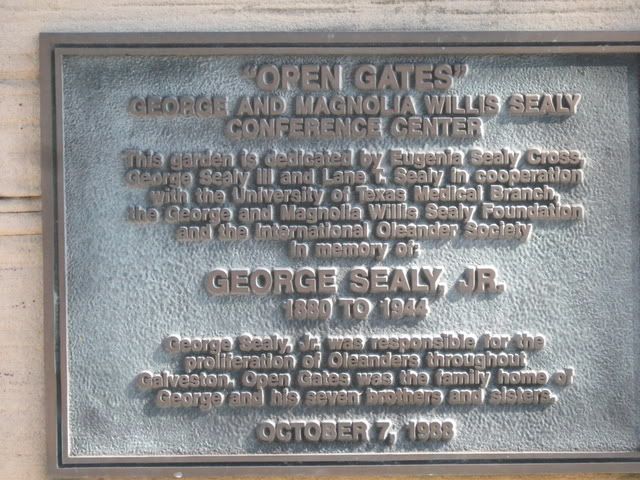 "OPEN GATES"
GEORGE AND MAGNOLIA WILLIS SEALY
CONFERENCE CENTER
This garden is dedicated by Eugenia Sealy Cross,
George Sealy III and Lane T. Sealy in cooperation
with the University of Texas Medical Branch,
the George and Magnolia Willis Sealy Foundation
and the International Oleander Society
in memory of:
GEORGE SEALY, JR.
1880 TO 1944
George Sealy, Jr. was responsible for the
proliferation of Oleanders throughout
Galveston. Open Gates was the family home of
George and his seven brothers and sisters.
OCTOBER 7, 1988